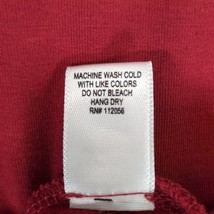 MACHINE WASH COLD
WITH LIKE COLORS
DO NOT BLEACH
HANG DRY
RN# 112056